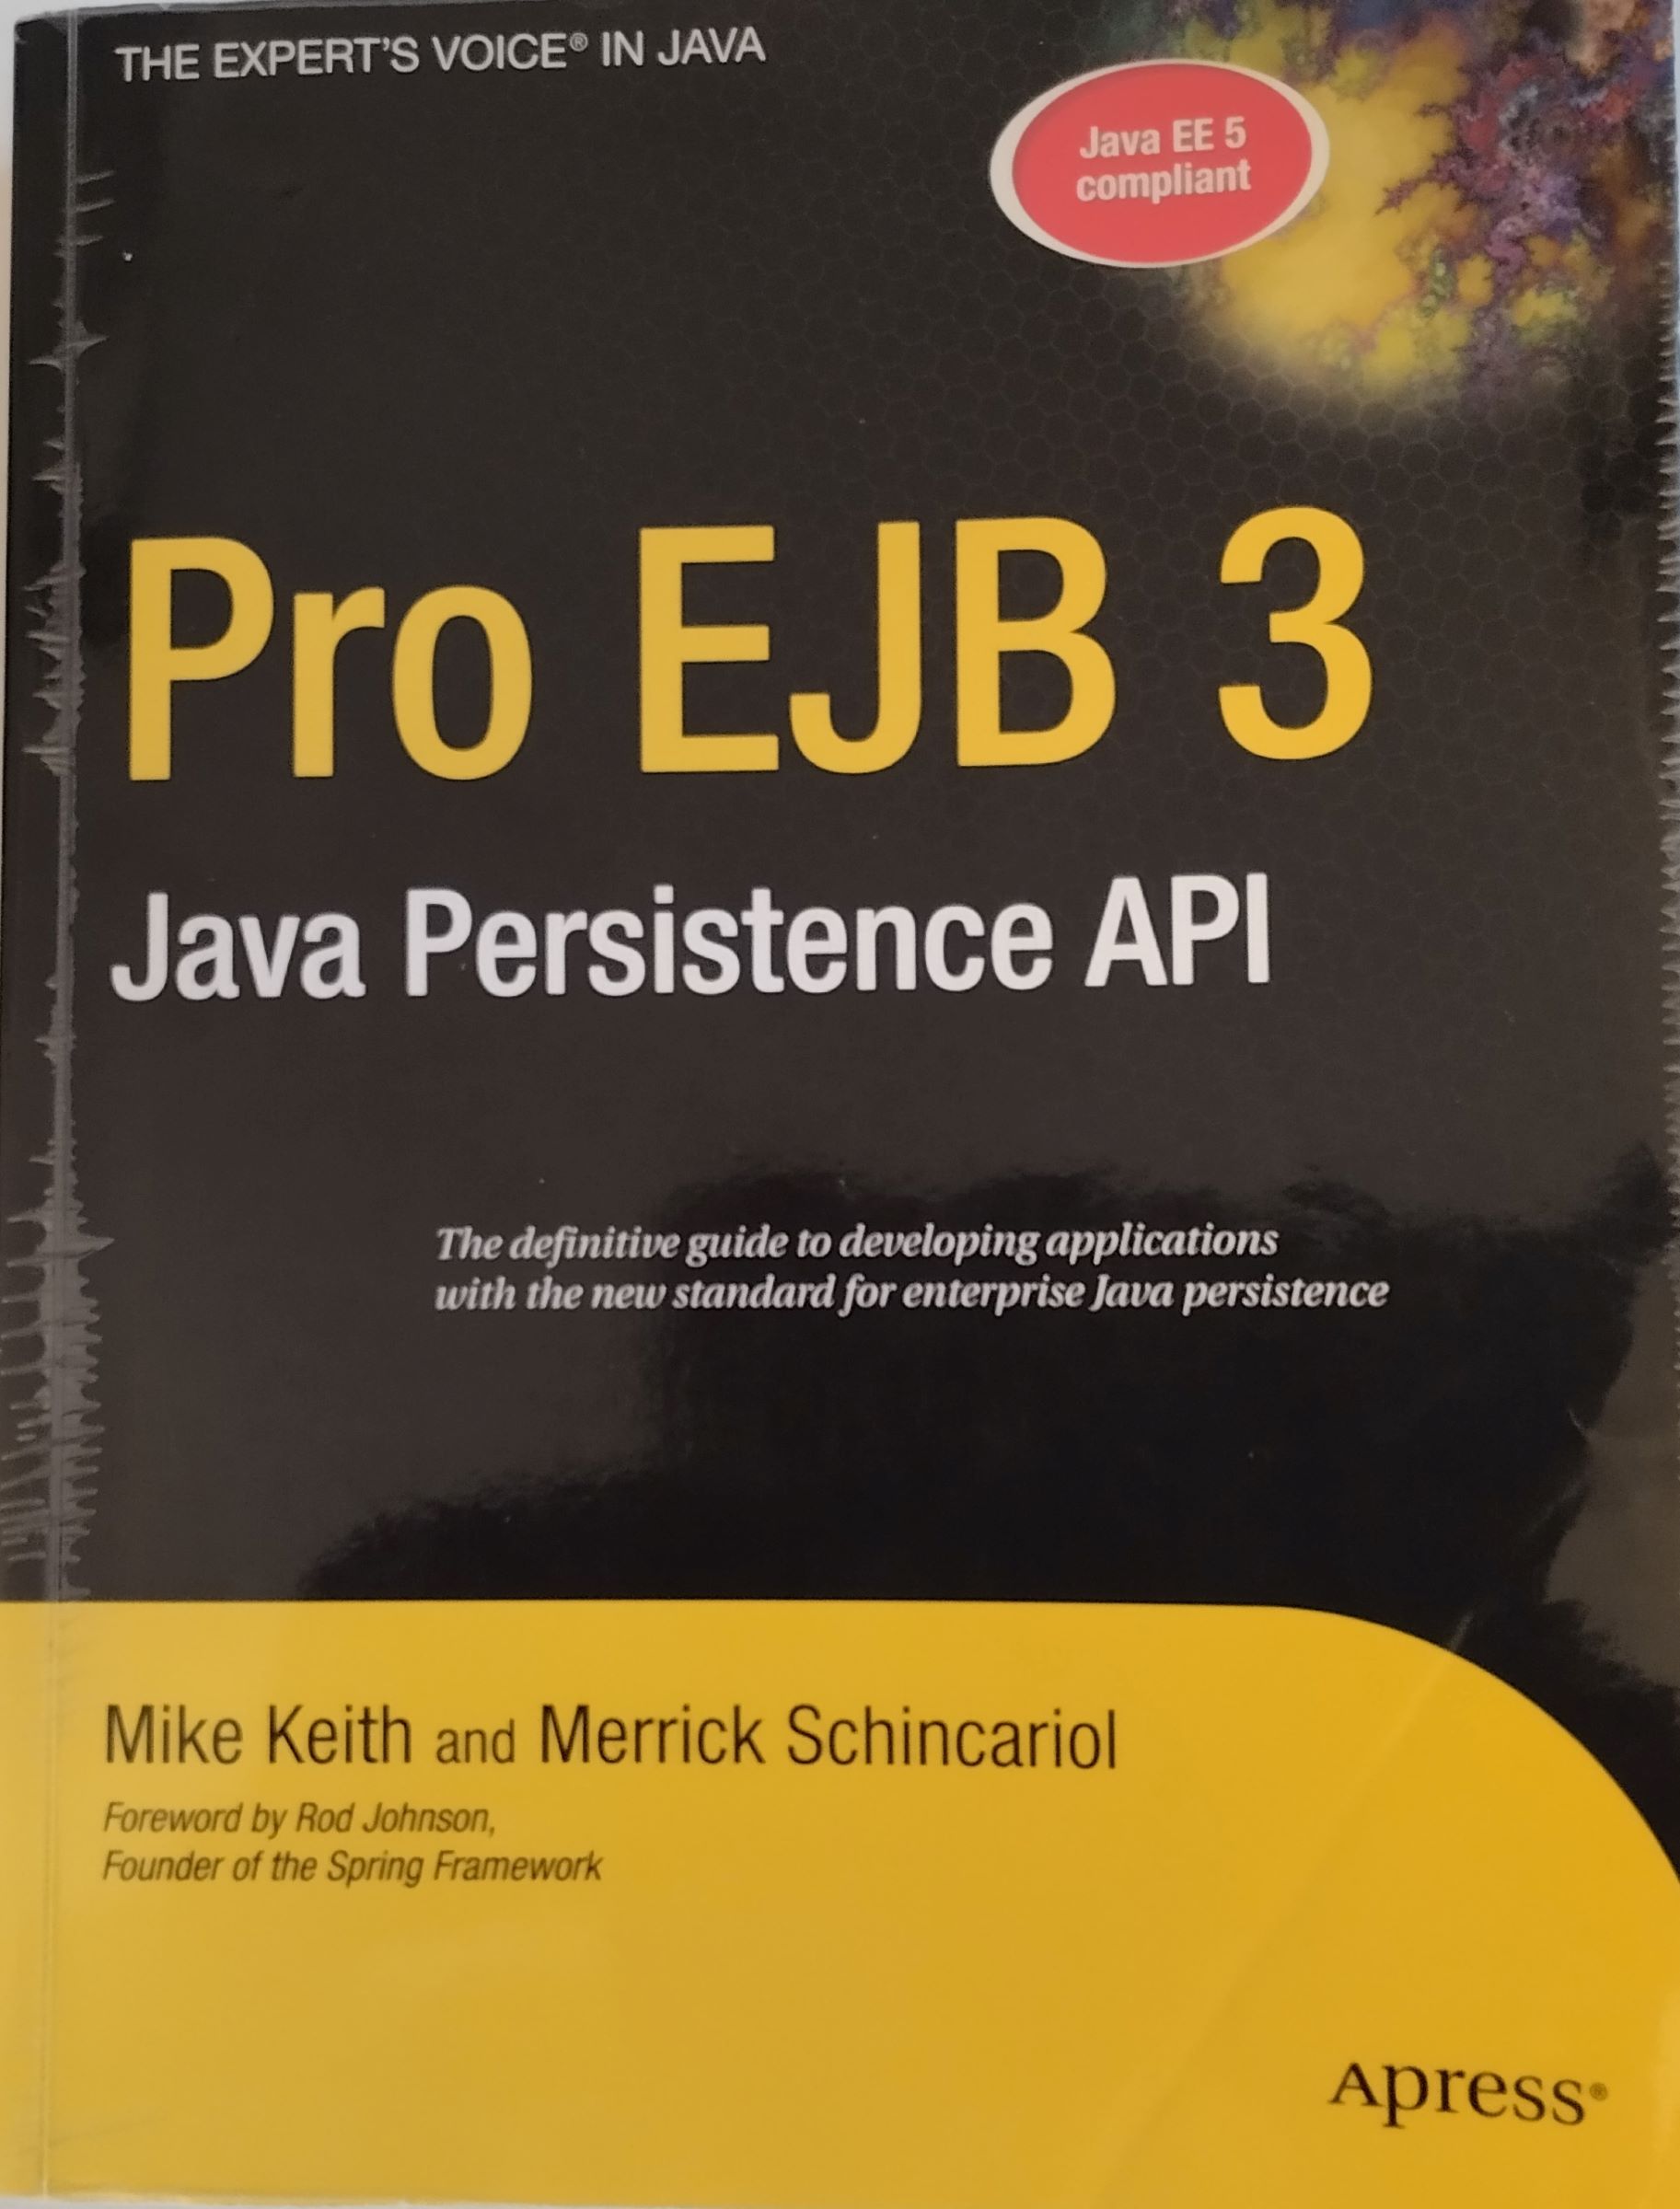 THE EXPERT'S VOICE® IN JAVA
Java EE 5
compliant
Pro EJB 3
Java Persistence API
The definitive guide to developing applications
with the new standard for enterprise Java persistence
Mike Keith and Merrick Schincariol
Foreword by Rod Johnson,
Founder of the Spring Framework
Apress®